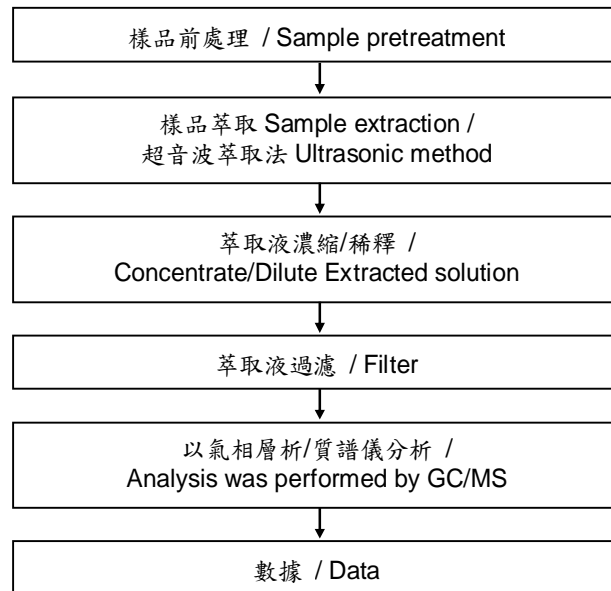 樣品前處理 / Sample pretreatment
樣品萃取 Sample extraction /
超音波萃取法 Ultrasonic method
萃取液濃縮/稀釋 /
Concentrate/Dilute Extracted solution
萃取液過濾 / Filter
以氣相層析/質譜儀分析 /
Analysis was performed by GC/MS
數據 / Data